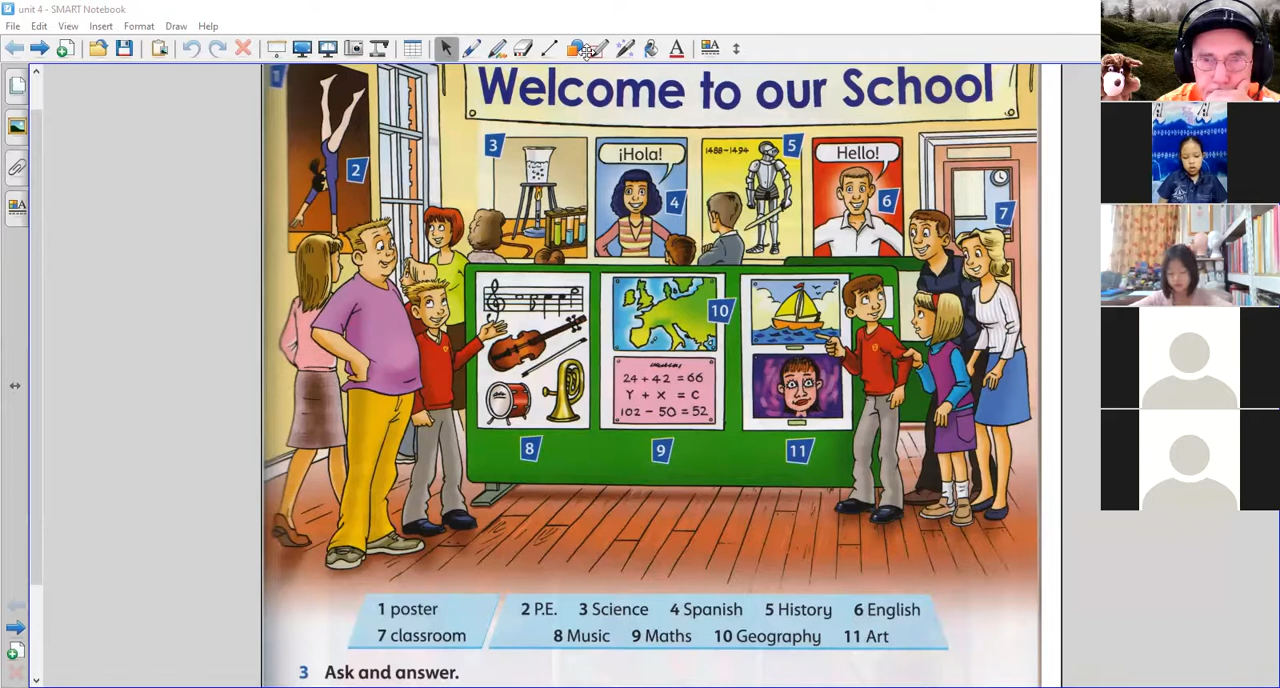 unit 4 - SMART Notebook
File Edit View Insert Format Draw Help
1
Welcome to our School
2
3
¡Hola!
4
1488-1494
5
Hello!
6
7
10
24+42 =66
Y + X = C
102 - 50 = 52
8
9
11
1 poster
7 classroom
2 P.E. 3 Science 4 Spanish 5 History 6 English
8 Music 9 Maths 10 Geography 11 Art
3 Ask and answer.